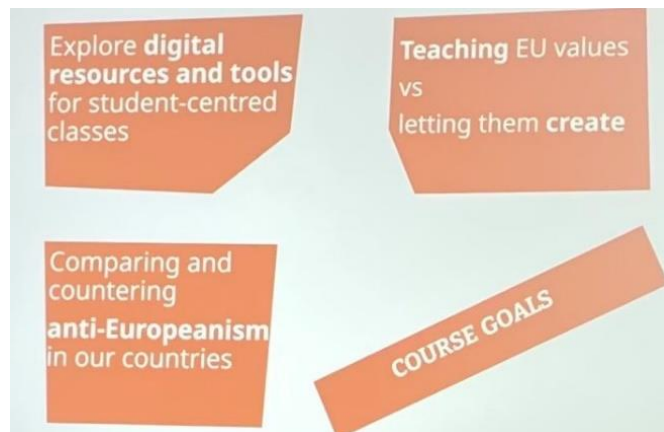 Explore digital
resources and tools
for student-centred
classes
Teaching EU values
vs
letting them create
Comparing and
countering
anti-Europeanism
in our countries
COURSE GOALS